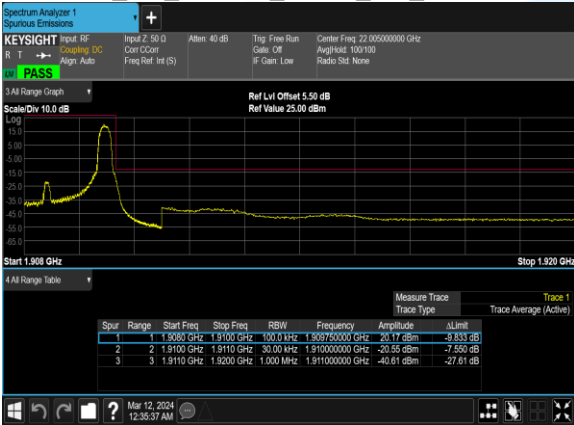 Spectrum Analyzer 1
Spurious Emissions
+
KEYSIGHT Input: RF Input Z: 50 Ω Atten: 40 dB Trig: Free Run Center Freq: 22.005000000 GHz
R T Coupling: DC Corr CCorr Gate: Off Avg|Hold: 100/100
Align: Auto Freq Ref: Int (S) IF Gain: Low Radio Std: None
PASS
3 All Range Graph
Ref Lvl Offset 5.50 dB
Scale/Div 10.0 dB Ref Value 25.00 dBm
Log
15.0
5.00
-5.00
-15.0
-25.0
-35.0
-45.0
-55.0
-65.0
Start 1.908 GHz Stop 1.920 GHz
4 All Range Table
Measure Trace Trace 1
Trace Type Trace Average (Active)
Spur Range Start Freq Stop Freq RBW Frequency Amplitude ΔLimit
1 1 1.9080 GHz 1.9100 GHz 100.0 kHz 1.909750000 GHz 20.17 dBm -9.833 dB
2 2 1.9100 GHz 1.9110 GHz 30.00 kHz 1.910000000 GHz -20.55 dBm -7.550 dB
3 3 1.9110 GHz 1.9200 GHz 1.000 MHz 1.911000000 GHz -40.61 dBm -27.61 dB
?
Mar 12, 2024
12:35:37 AM